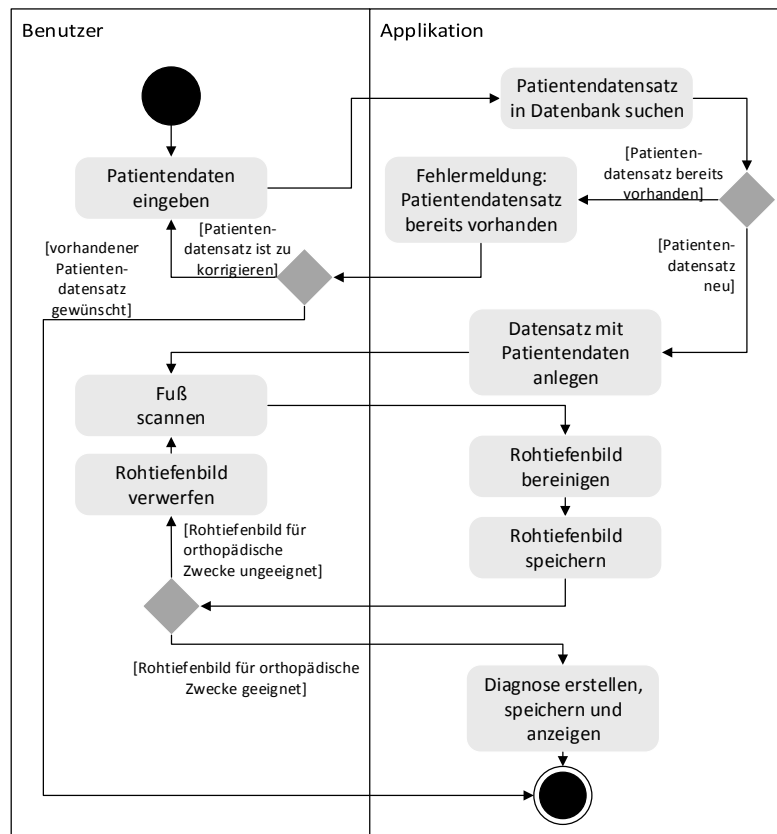 Benutzer
Applikation
Patientendatensatz
in Datenbank suchen
Patientendaten
eingeben
Fehlermeldung:
Patientendatensatz
bereits vorhanden
[Patienten-
datensatz bereits
vorhanden]
[Patienten-
datensatz ist zu
korrigieren]
[vorhandener
Patienten-
datensatz
gewünscht]
[Patienten-
datensatz
neu]
Datensatz mit
Patientendaten
anlegen
Fuß
scannen
Rohtiefenbild
bereinigen
Rohtiefenbild
verwerfen
Rohtiefenbild
speichern
[Rohtiefenbild für
orthopädische
Zwecke ungeeignet]
[Rohtiefenbild für orthopädische
Zwecke geeignet]
Diagnose erstellen,
speichern und
anzeigen